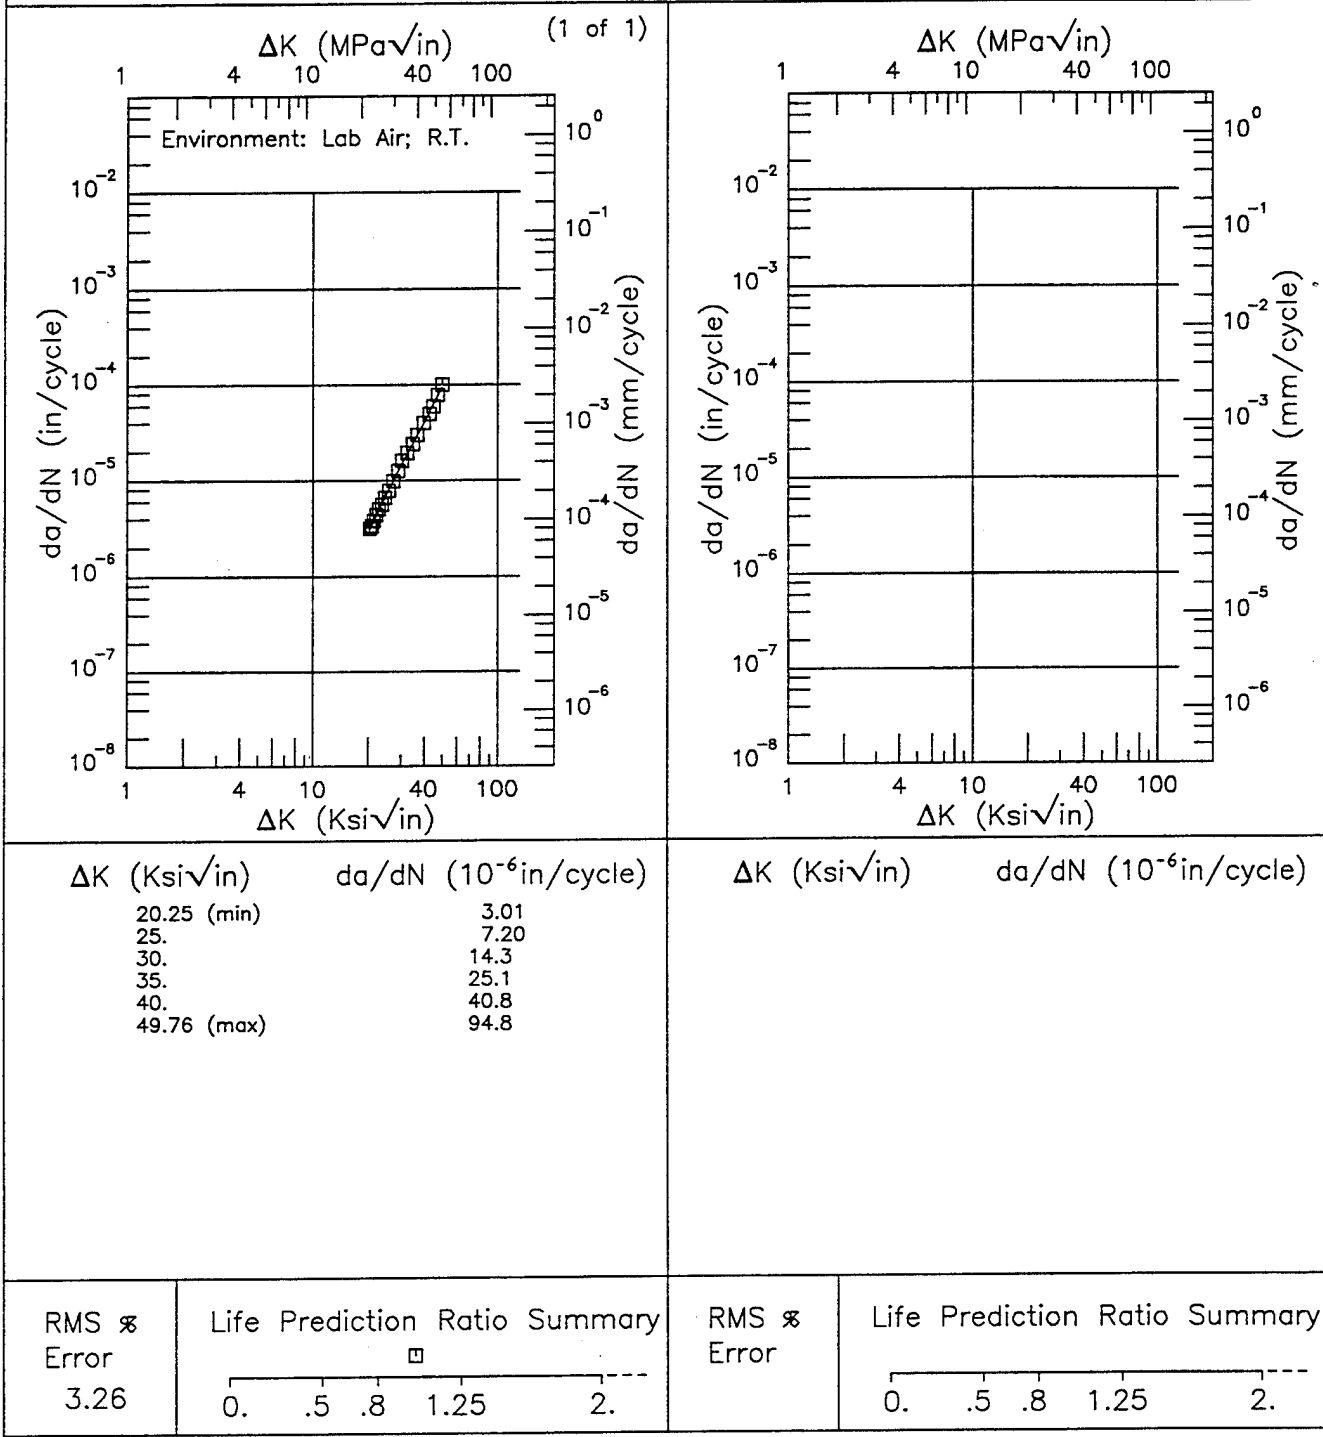 (1 of 1)
ΔK (MPa√in)
1 4 10 40 100
Environment: Lab Air; R.T.
da/dN (in/cycle)
10⁻²
10⁻³
10⁻⁴
10⁻⁵
10⁻⁶
10⁻⁷
10⁻⁸
10⁰
10⁻¹
10⁻²
10⁻³
10⁻⁴
10⁻⁵
10⁻⁶
da/dN (mm/cycle)
1 4 10 40 100
ΔK (Ksi√in)
ΔK (MPa√in)
1 4 10 40 100
da/dN (in/cycle)
10⁻²
10⁻³
10⁻⁴
10⁻⁵
10⁻⁶
10⁻⁷
10⁻⁸
10⁰
10⁻¹
10⁻²
10⁻³
10⁻⁴
10⁻⁵
10⁻⁶
da/dN (mm/cycle)
1 4 10 40 100
ΔK (Ksi√in)
ΔK (Ksi√in) da/dN (10⁻⁶in/cycle)
20.25 (min) 3.01
25. 7.20
30. 14.3
35. 25.1
40. 40.8
49.76 (max) 94.8
ΔK (Ksi√in) da/dN (10⁻⁶in/cycle)
RMS %
Error
3.26
Life Prediction Ratio Summary
0. .5 .8 1.25 2.
RMS %
Error
Life Prediction Ratio Summary
0. .5 .8 1.25 2.